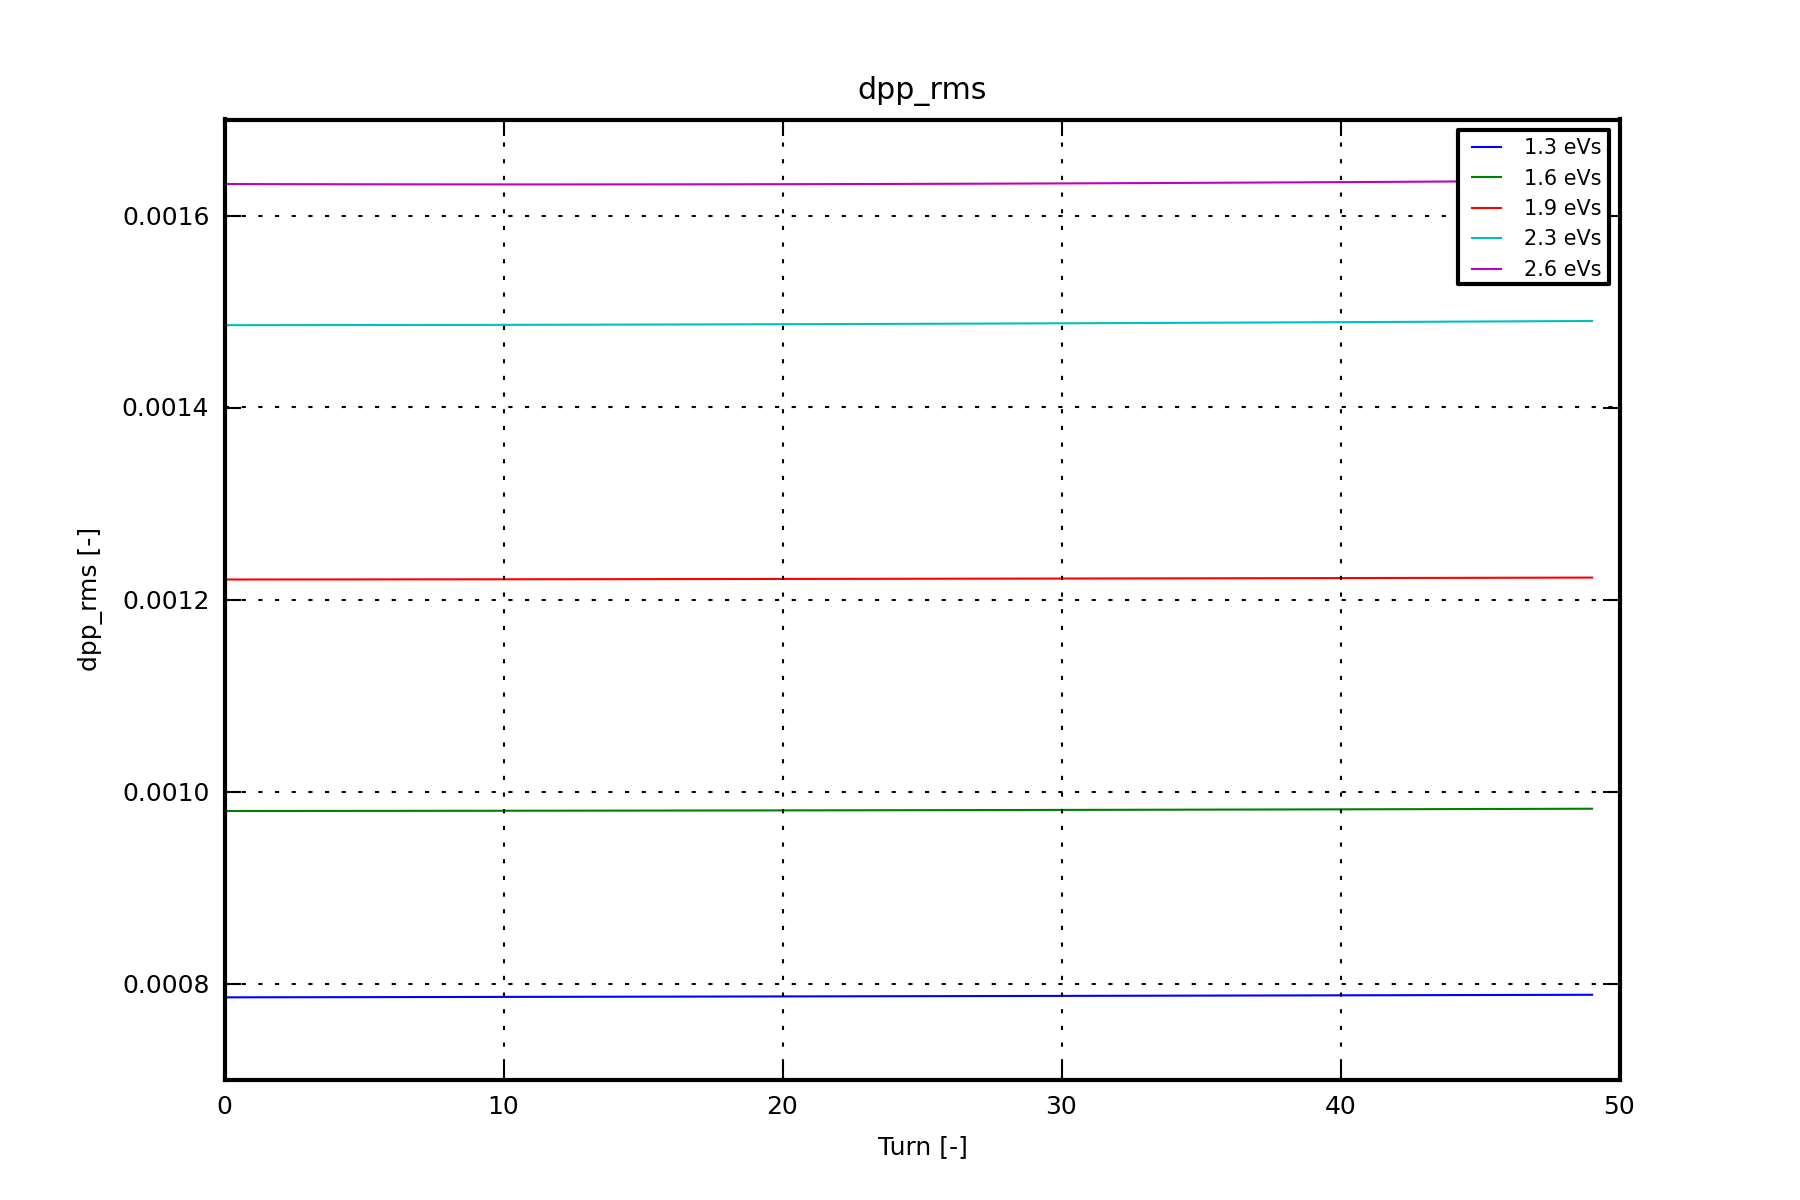 dpp_rms
1.3 eVs
1.6 eVs
1.9 eVs
2.3 eVs
2.6 eVs
0.0016
0.0014
0.0012
0.0010
0.0008
dpp_rms [-]
0 10 20 30 40 50
Turn [-]